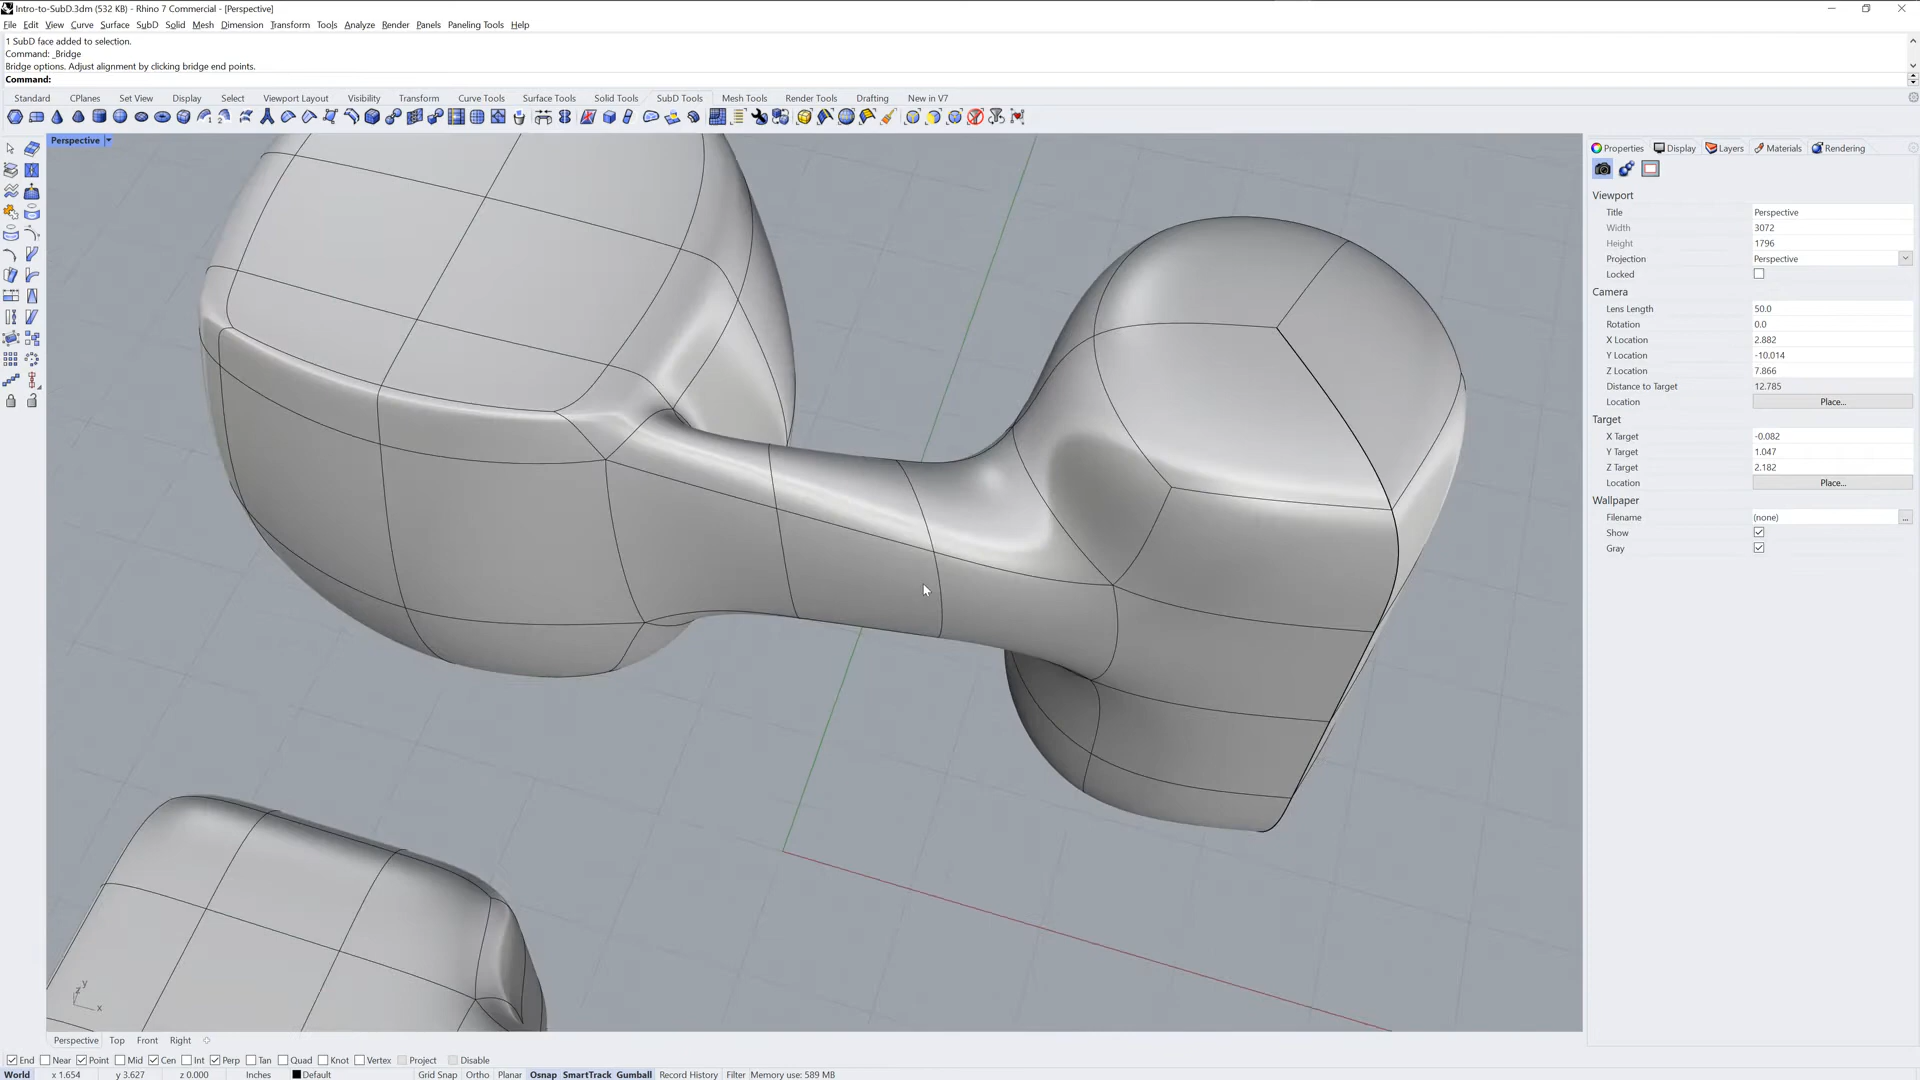 Intro-to-SubD.3dm (532 KB) - Rhino 7 Commercial - [Perspective]
File Edit View Curve Surface SubD Solid Mesh Dimension Transform Tools Analyze Render Panels Paneling Tools Help
1 SubD face added to selection.
Command: _Bridge
Bridge options. Adjust alignment by clicking bridge end points.
Command:
Standard CPlanes Set View Display Select Viewport Layout Visibility Transform Curve Tools Surface Tools Solid Tools SubD Tools Mesh Tools Render Tools Drafting New in V7
Perspective
Properties Display Layers Materials Rendering
Viewport
Title Perspective
Width 3072
Height 1796
Projection Perspective
Locked
Camera
Lens Length 50.0
Rotation 0.0
X Location 2.882
Y Location -10.014
Z Location 7.866
Distance to Target 12.785
Location Place...
Target
X Target -0.082
Y Target 1.047
Z Target 2.182
Location Place...
Wallpaper
Filename (none) ...
Show
Gray
z y
x
Perspective Top Front Right
End Near Point Mid Cen Int Perp Tan Quad Knot Vertex Project Disable
World x 1.654 y 3.627 z 0.000 Inches Default Grid Snap Ortho Planar Osnap SmartTrack Gumball Record History Filter Memory use: 589 MB